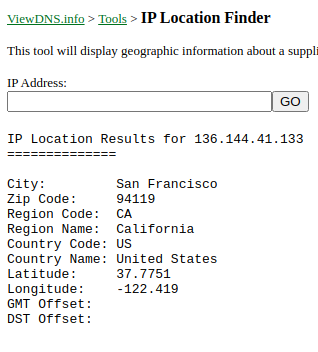 ViewDNS.info > Tools > IP Location Finder
This tool will display geographic information about a suppli
IP Address:
GO
IP Location Results for 136.144.41.133
==============
City: San Francisco
Zip Code: 94119
Region Code: CA
Region Name: California
Country Code: US
Country Name: United States
Latitude: 37.7751
Longitude: -122.419
GMT Offset:
DST Offset: